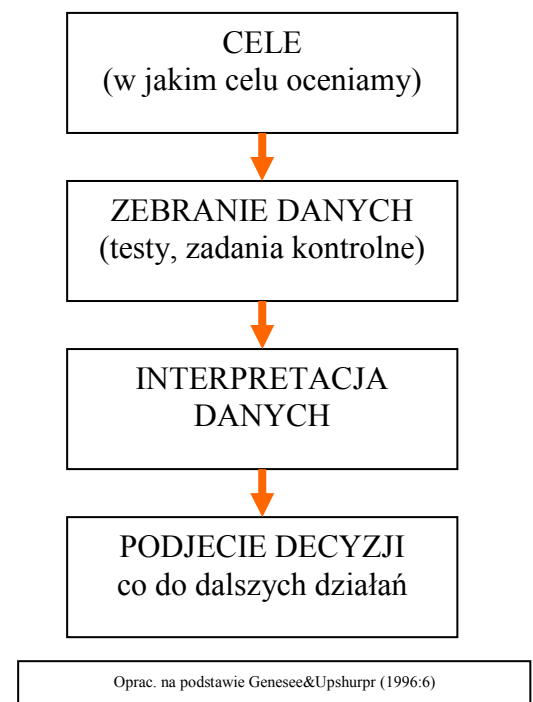 CELE
(w jakim celu oceniamy)
ZEBRANIE DANYCH
(testy, zadania kontrolne)
INTERPRETACJA
DANYCH
PODJECIE DECYZJI
co do dalszych działań
Oprac. na podstawie Genesee&Upshurpr (1996:6)